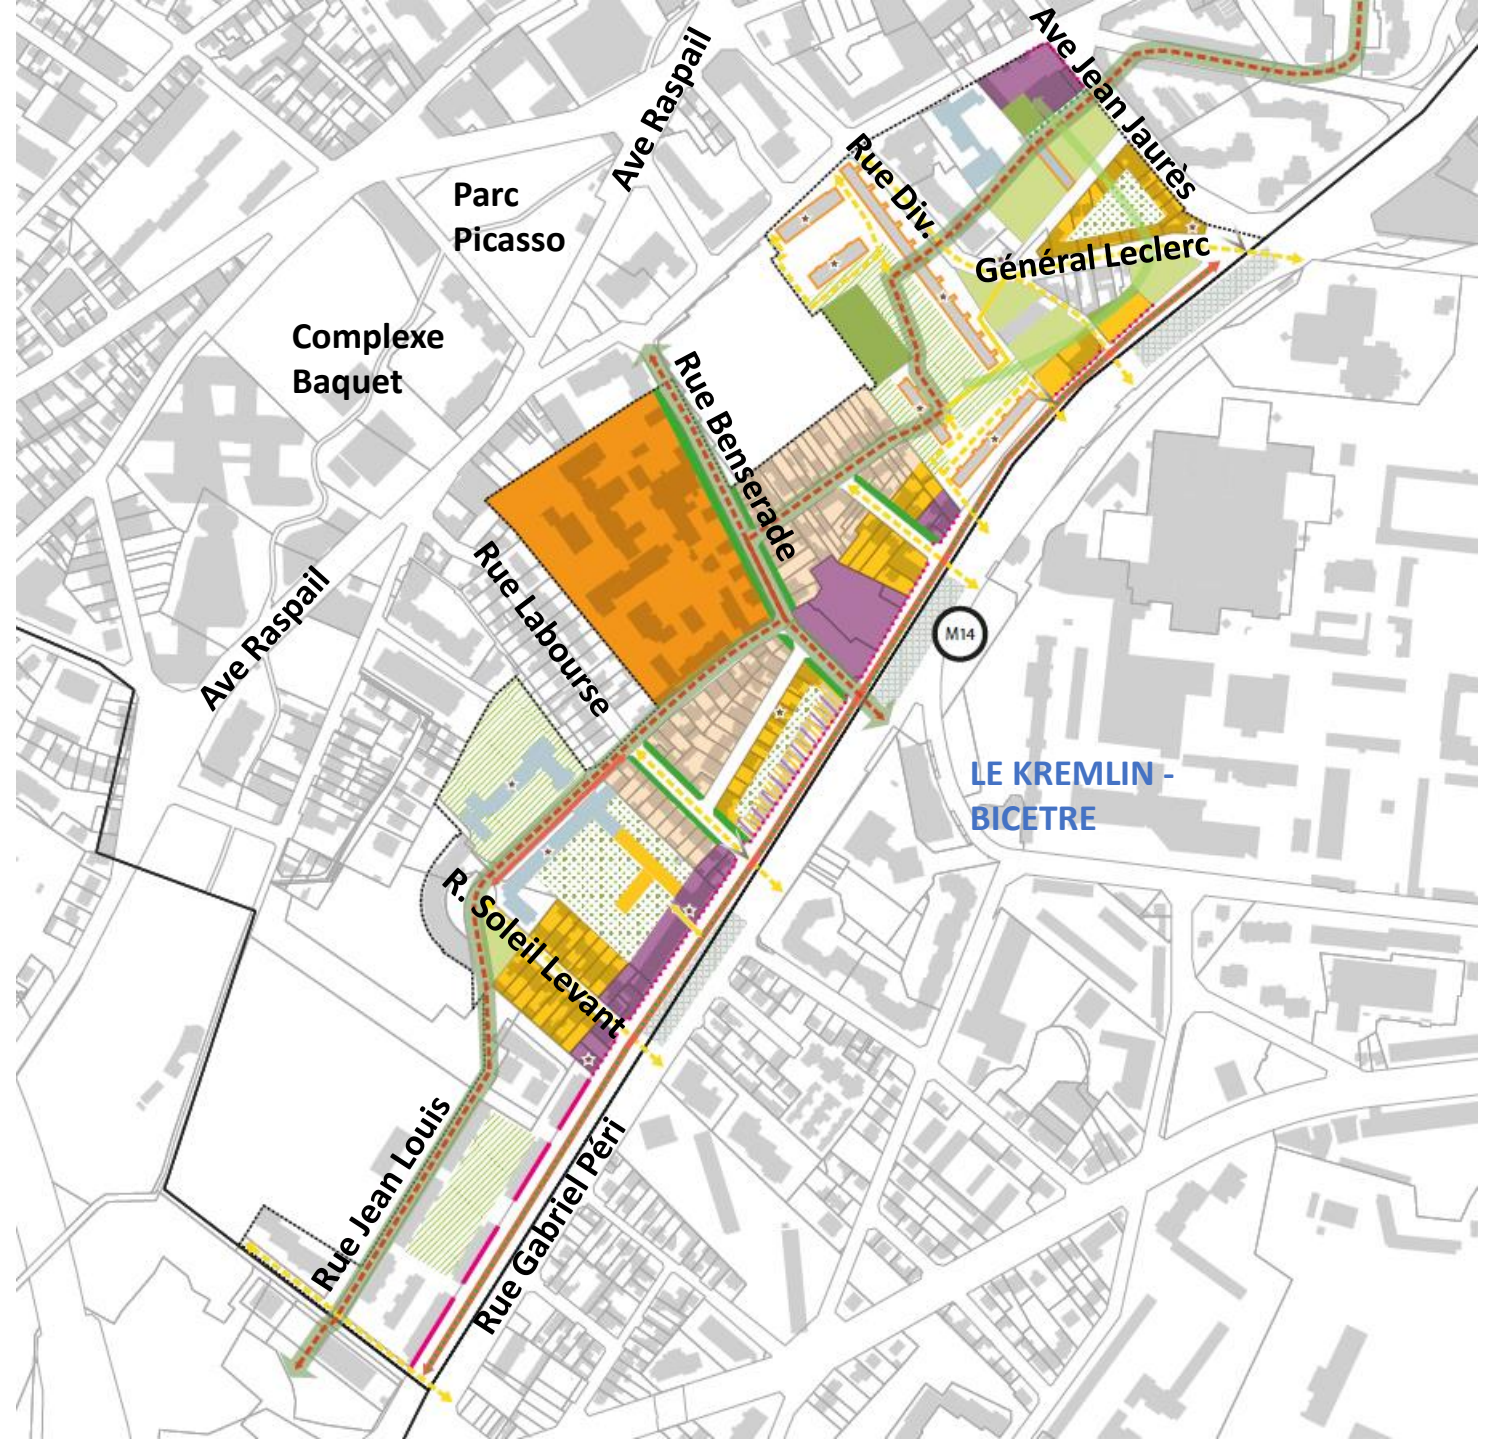 Ave Jean Jaurès
Ave Raspail
Rue Div.
Parc
Picasso
Général Leclerc
Complexe
Baquet
Rue Benserade
Rue Labourse
Ave Raspail
M14
LE KREMLIN -
BICETRE
R. Soleil Levant
Rue Jean Louis
Rue Gabriel Péri